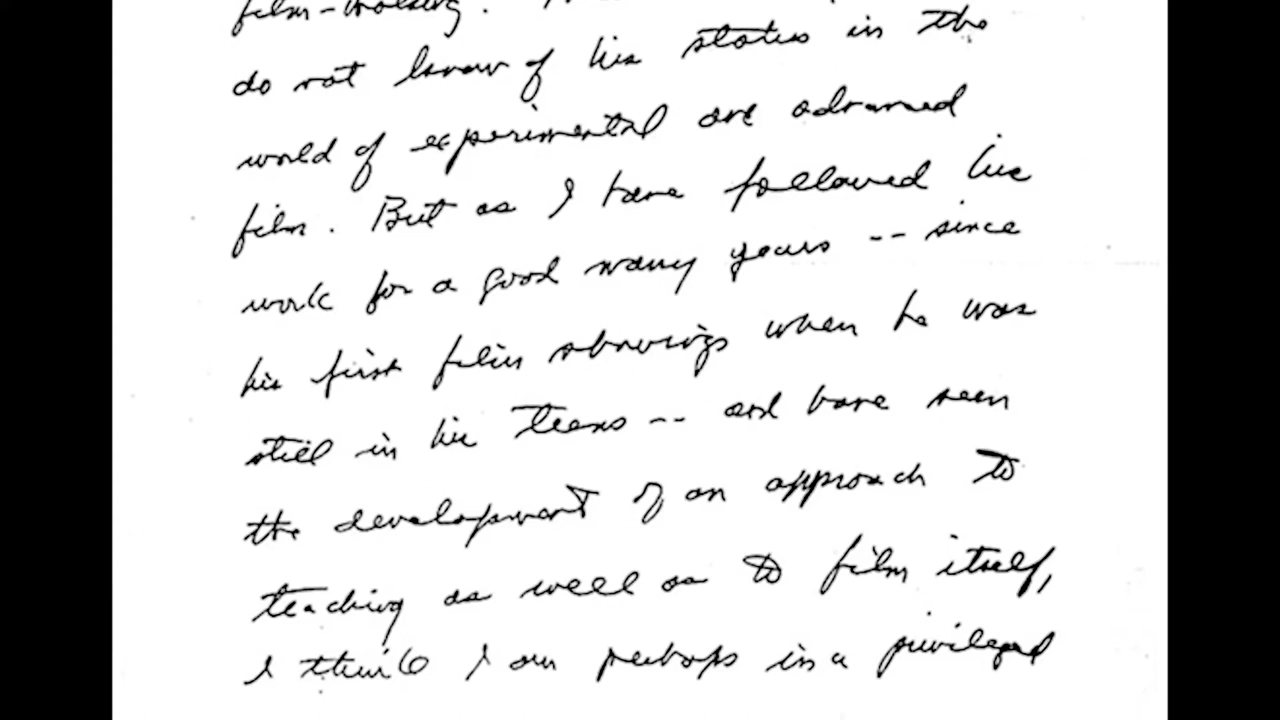 film-making.
do not know of his status in the
world of experimental and advanced
film. But as I have followed his
work for a good many years -- since
his first film showings when he was
still in his teens -- and have seen
the development of an approach to
teaching as well as to film itself,
I think I am perhaps in a privileged